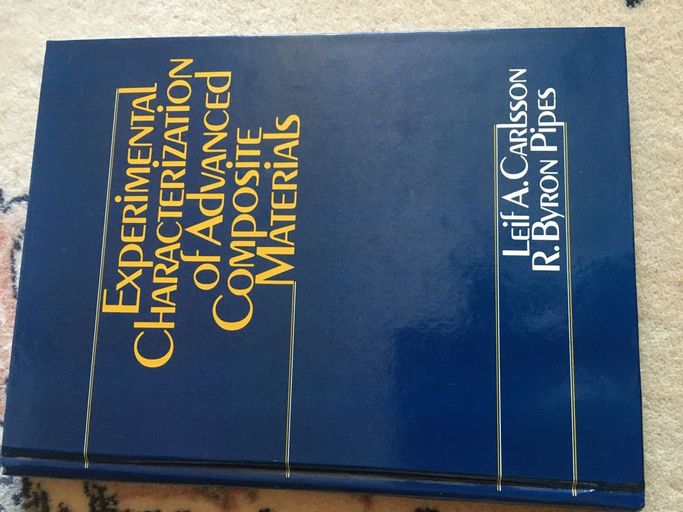 Experimental
Characterization
of Advanced
Composite
Materials
Leif A. Carlsson
R. Byron Pipes